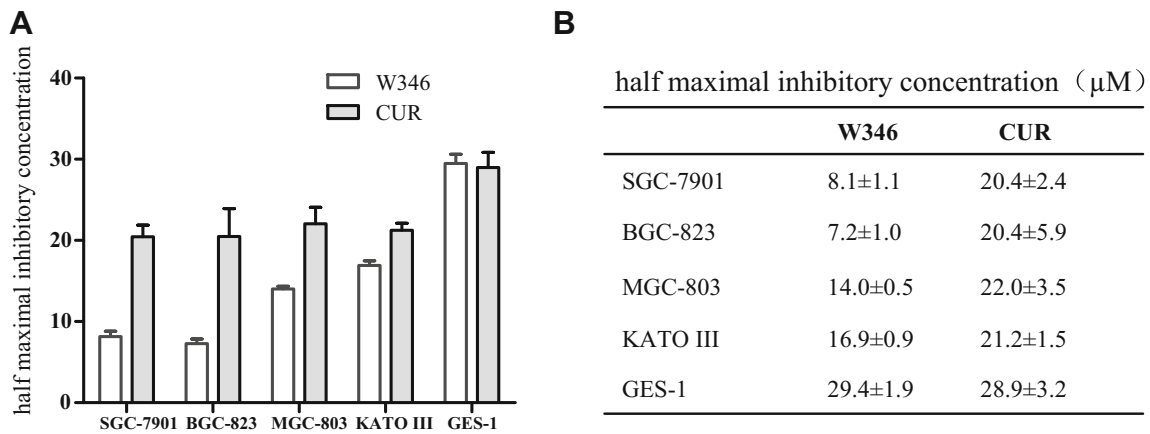 A
half maximal inhibitory concentration
40
30
20
10
0
W346
CUR
SGC-7901 BGC-823 MGC-803 KATO III GES-1
B
half maximal inhibitory concentration（µM）
W346 CUR
SGC-7901 8.1±1.1 20.4±2.4
BGC-823 7.2±1.0 20.4±5.9
MGC-803 14.0±0.5 22.0±3.5
KATO III 16.9±0.9 21.2±1.5
GES-1 29.4±1.9 28.9±3.2